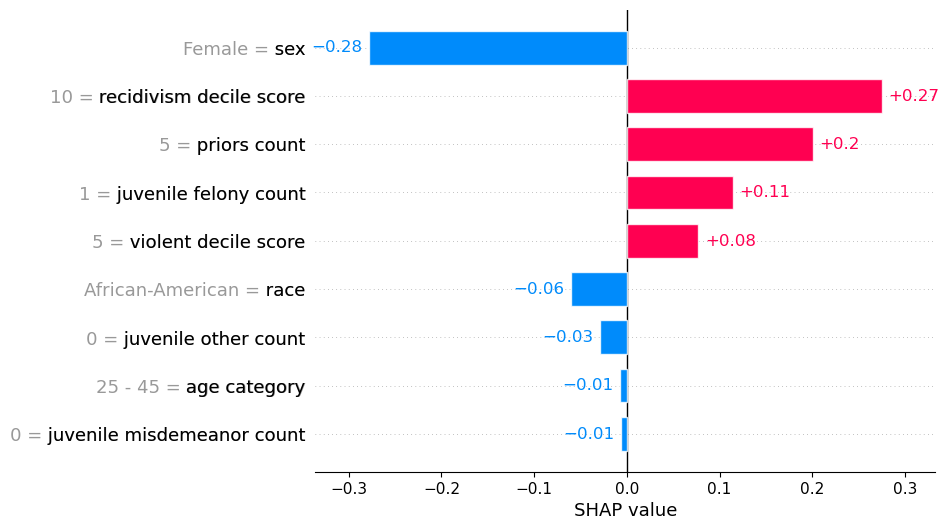 Female = sex −0.28
10 = recidivism decile score +0.27
5 = priors count +0.2
1 = juvenile felony count +0.11
5 = violent decile score +0.08
African-American = race −0.06
0 = juvenile other count −0.03
25 - 45 = age category −0.01
0 = juvenile misdemeanor count −0.01
−0.3 −0.2 −0.1 0.0 0.1 0.2 0.3
SHAP value